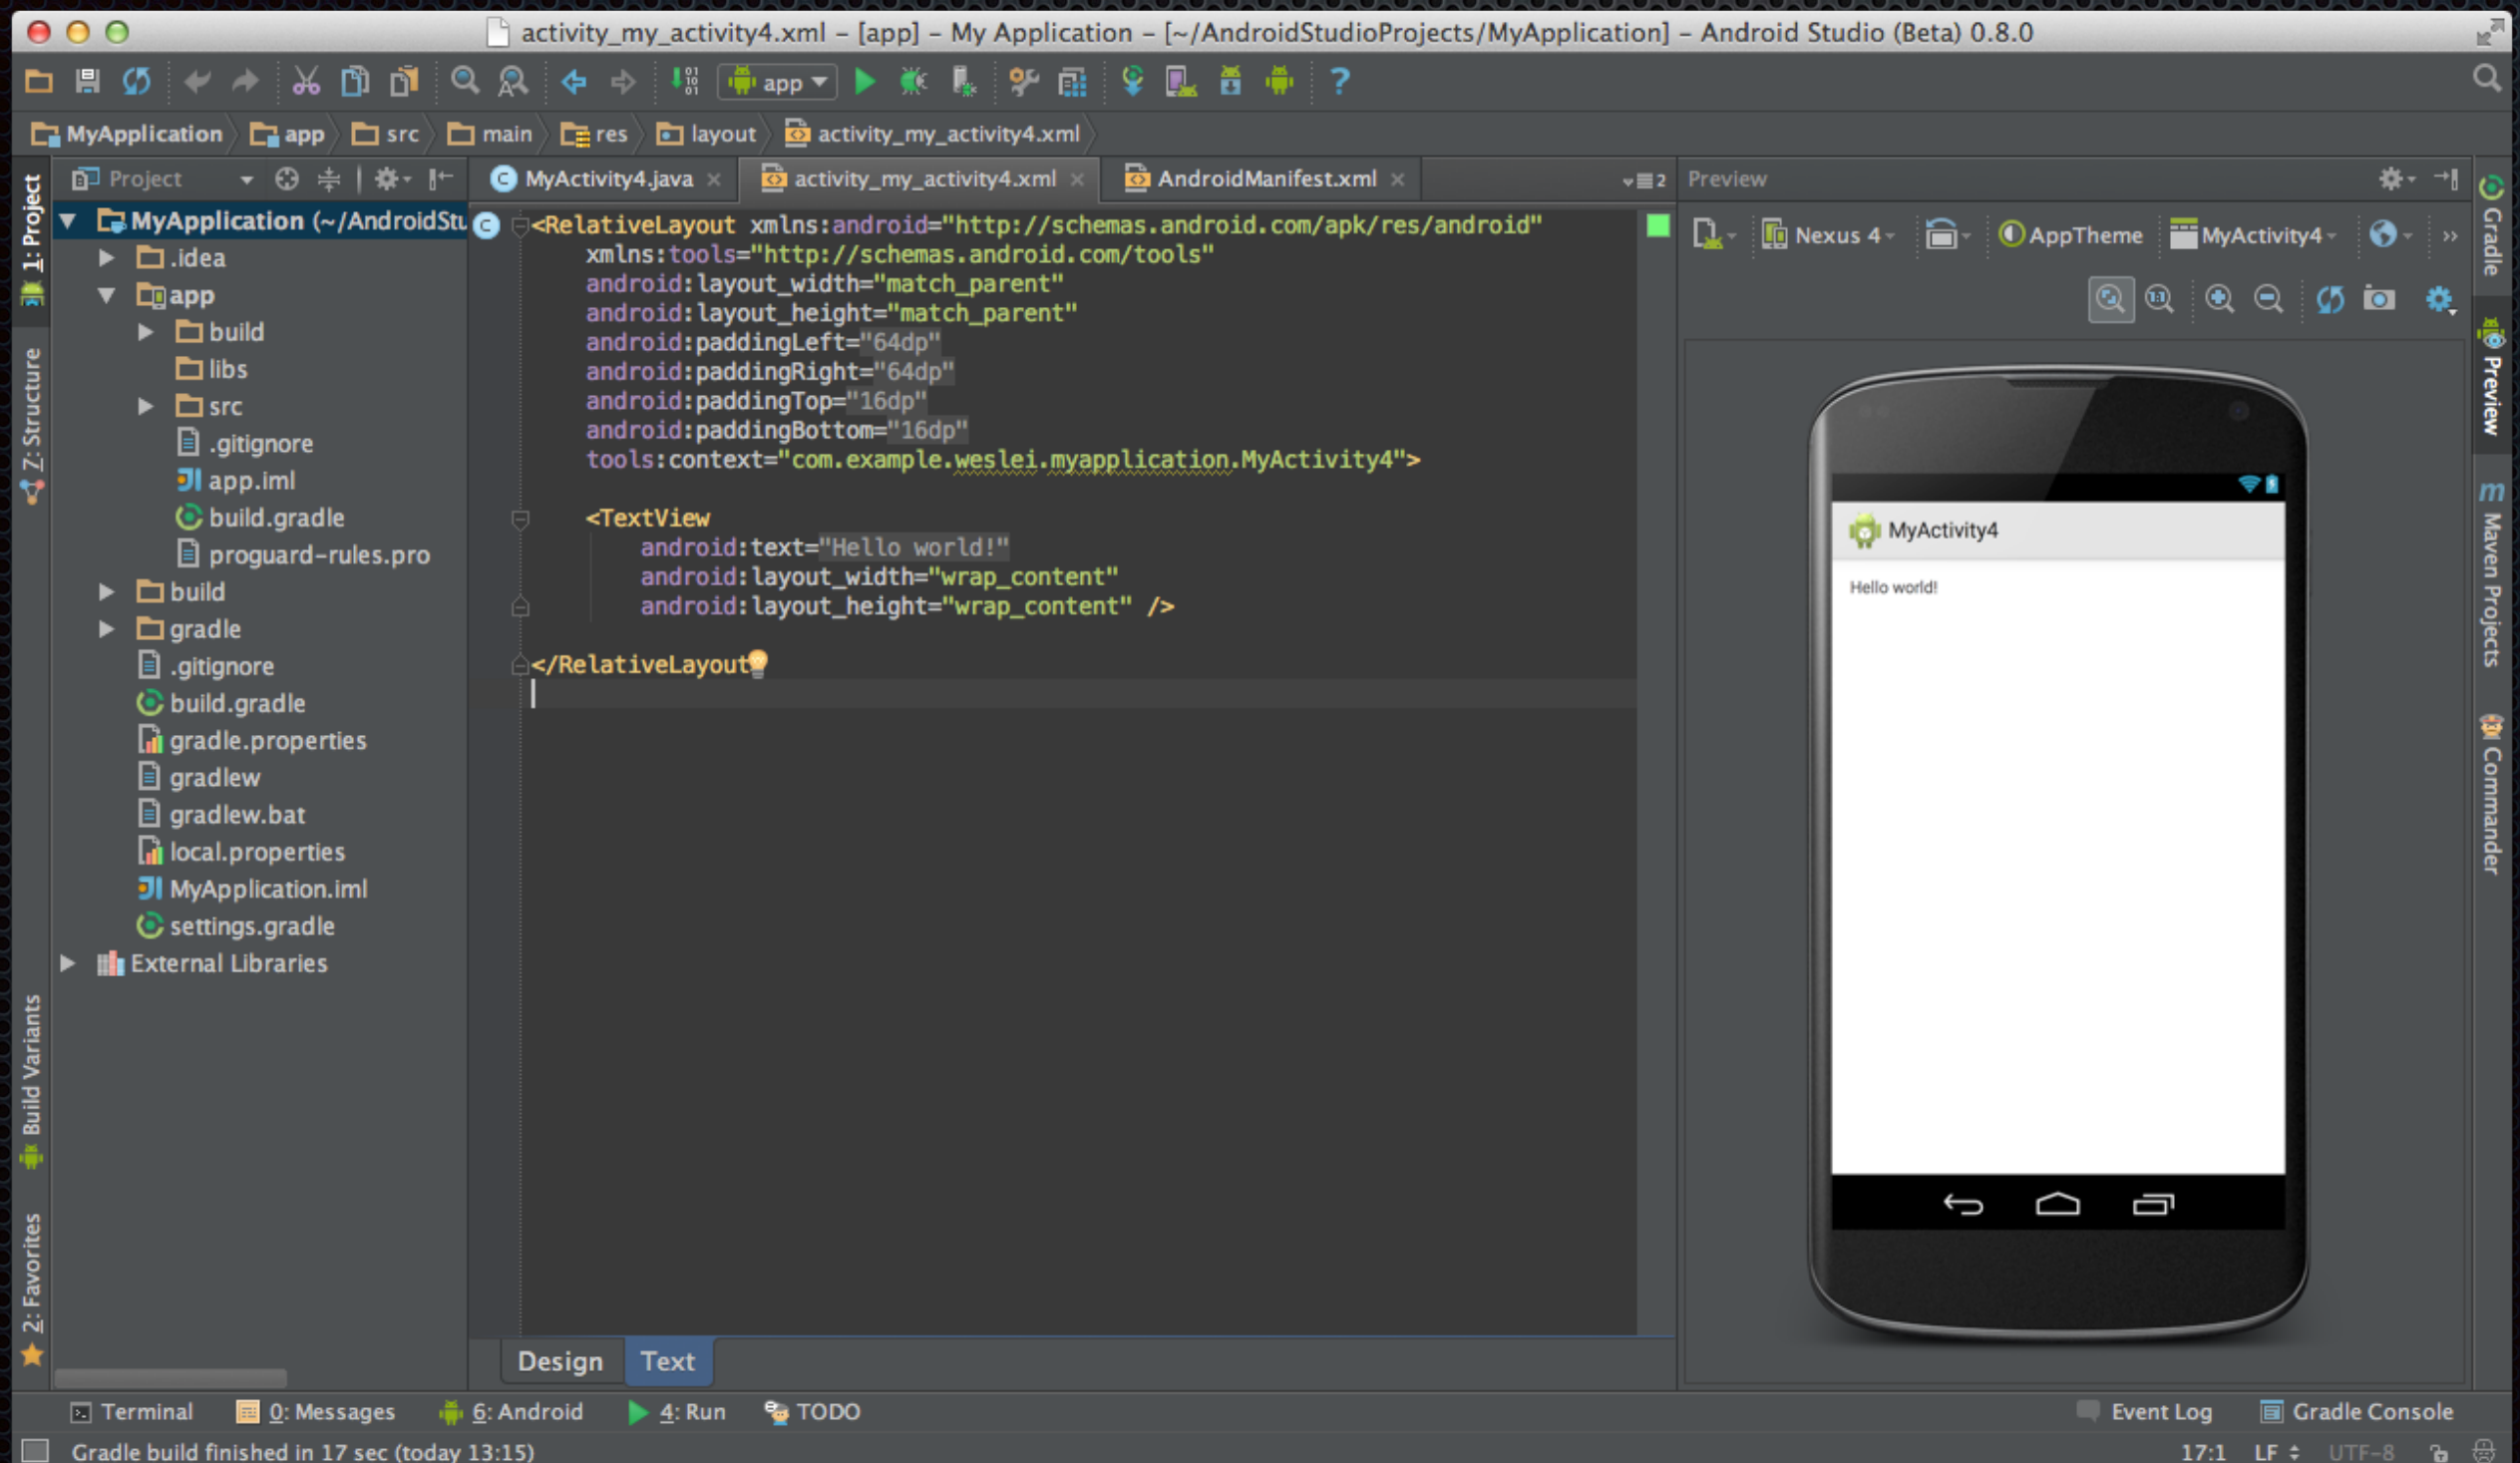 activity_my_activity4.xml – [app] – My Application – [~/AndroidStudioProjects/MyApplication] – Android Studio (Beta) 0.8.0
app
MyApplication app src main res layout activity_my_activity4.xml
1: Project
Z: Structure
Build Variants
2: Favorites
Project
MyApplication (~/AndroidStu
.idea
app
build
libs
src
.gitignore
app.iml
build.gradle
proguard-rules.pro
build
gradle
.gitignore
build.gradle
gradle.properties
gradlew
gradlew.bat
local.properties
MyApplication.iml
settings.gradle
External Libraries
MyActivity4.java activity_my_activity4.xml AndroidManifest.xml 2
<RelativeLayout xmlns:android="http://schemas.android.com/apk/res/android"
xmlns:tools="http://schemas.android.com/tools"
android:layout_width="match_parent"
android:layout_height="match_parent"
android:paddingLeft="64dp"
android:paddingRight="64dp"
android:paddingTop="16dp"
android:paddingBottom="16dp"
tools:context="com.example.weslei.myapplication.MyActivity4">
<TextView
android:text="Hello world!"
android:layout_width="wrap_content"
android:layout_height="wrap_content" />
</RelativeLayout
Design Text
Preview
Nexus 4 AppTheme MyActivity4
MyActivity4
Hello world!
Gradle
Preview
Maven Projects
Commander
Terminal 0: Messages 6: Android 4: Run TODO Event Log Gradle Console
Gradle build finished in 17 sec (today 13:15) 17:1 LF UTF-8